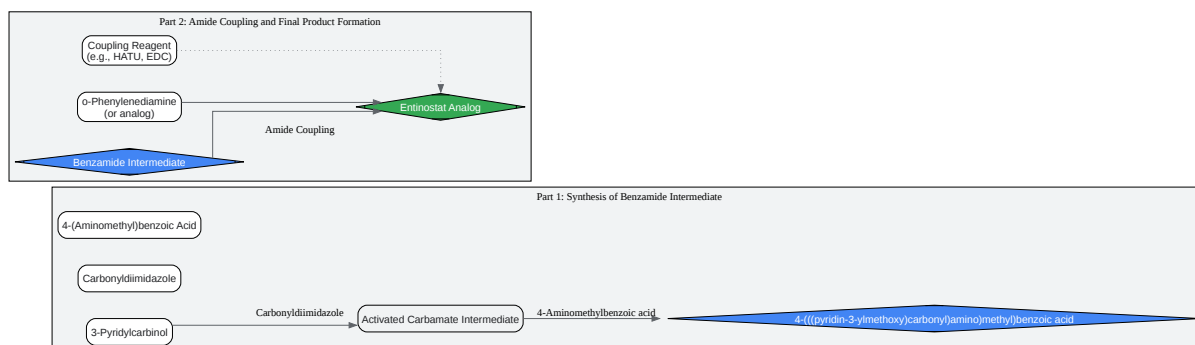 Part 2: Amide Coupling and Final Product Formation
Coupling Reagent
(e.g., HATU, EDC)
o-Phenylenediamine
(or analog)
Entinostat Analog
Amide Coupling
Benzamide Intermediate
Part 1: Synthesis of Benzamide Intermediate
4-(Aminomethyl)benzoic Acid
Carbonyldiimidazole
3-Pyridylcarbinol
Carbonyldiimidazole
Activated Carbamate Intermediate
4-Aminomethylbenzoic acid
4-(((pyridin-3-ylmethoxy)carbonyl)amino)methyl)benzoic acid